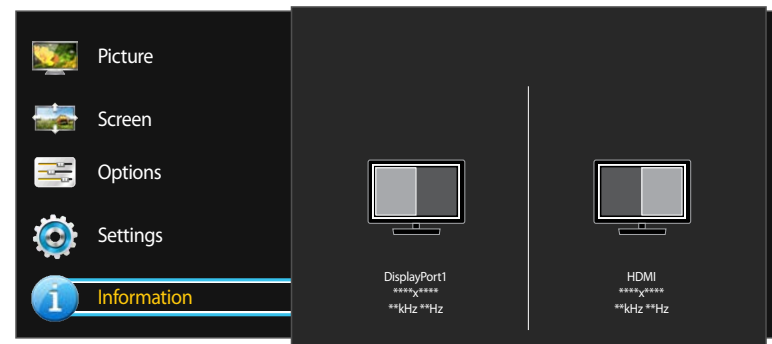 Picture
Screen
Options
Settings
Information
DisplayPort1
****x****
**kHz **Hz
HDMI
****x****
**kHz **Hz